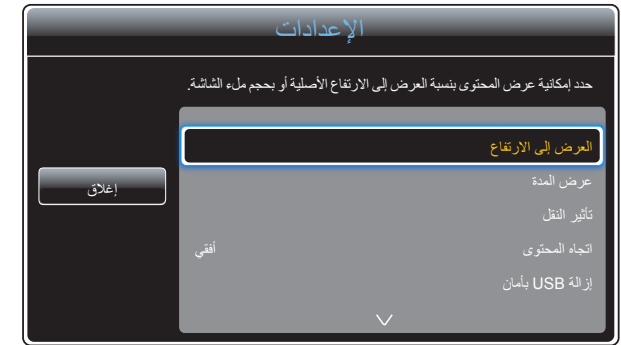 الإعدادات
حدد إمكانية عرض المحتوى بنسبة العرض إلى الارتفاع الأصلية أو بحجم ملء الشاشة.
العرض إلى الارتفاع
عرض المدة
تأثير النقل
اتجاه المحتوى أفقي
إزالة USB بأمان
إغلاق